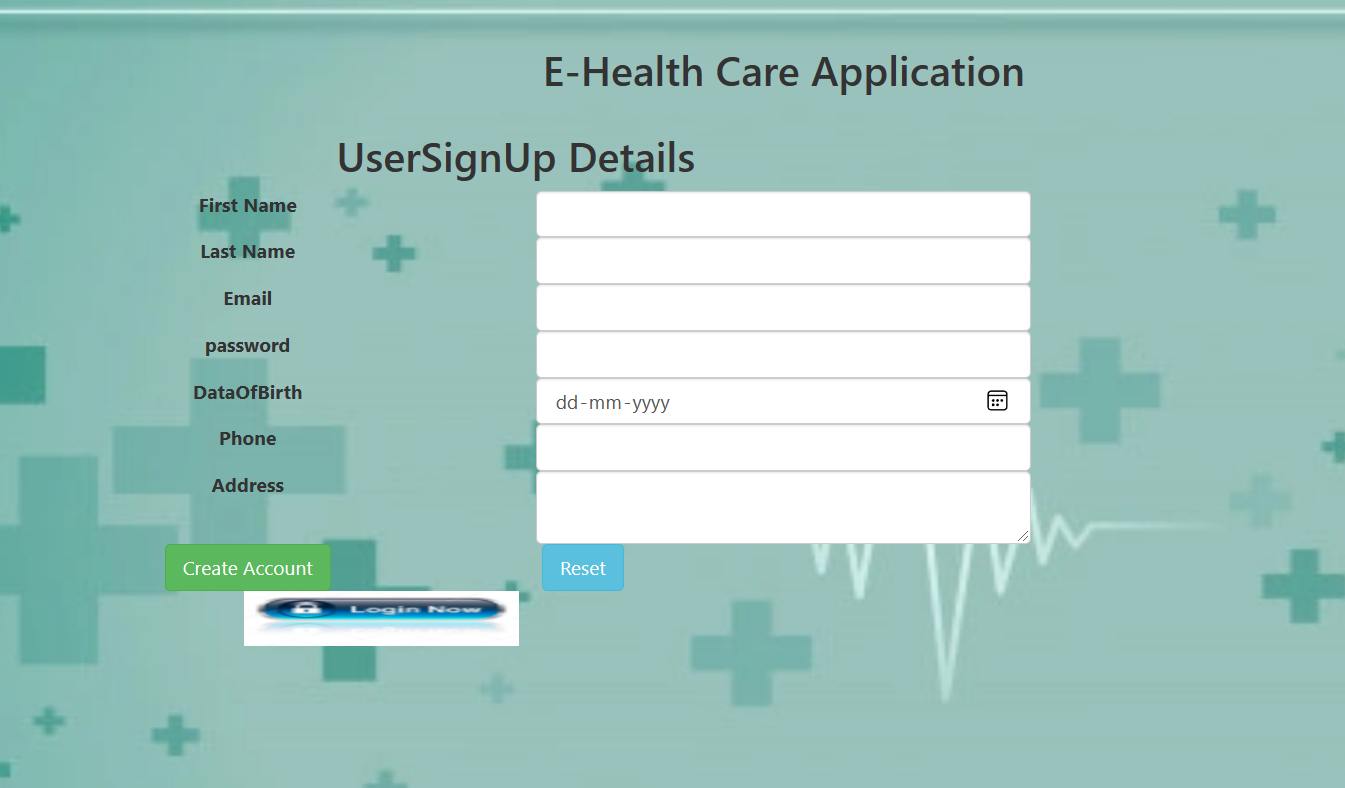 E-Health Care Application
UserSignUp Details
First Name
Last Name
Email
password
DataOfBirth
dd-mm-yyyy
Phone
Address
Create Account
Reset
Login Now